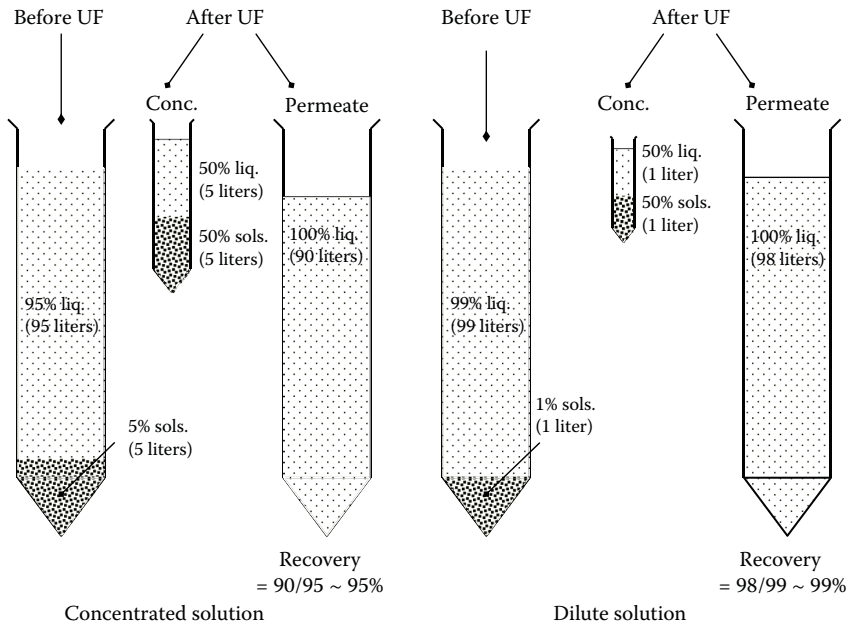 Before UF
After UF
Conc.
Permeate
50% liq.
(5 liters)
50% sols.
(5 liters)
100% liq.
(90 liters)
95% liq.
(95 liters)
5% sols.
(5 liters)
Recovery
= 90/95 ~ 95%
Concentrated solution
Before UF
After UF
Conc.
Permeate
50% liq.
(1 liter)
50% sols.
(1 liter)
100% liq.
(98 liters)
99% liq.
(99 liters)
1% sols.
(1 liter)
Recovery
= 98/99 ~ 99%
Dilute solution